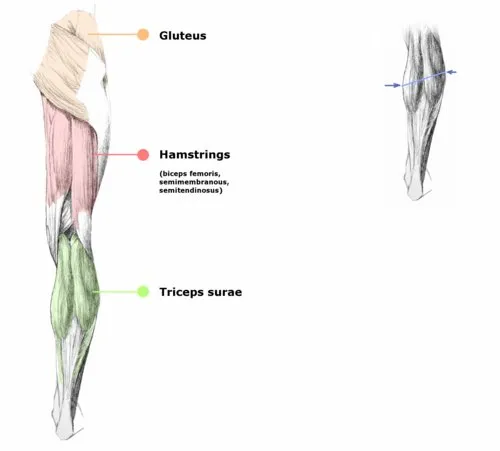 Gluteus
Hamstrings
(biceps femoris,
semimembranous,
semitendinosus)
Triceps surae